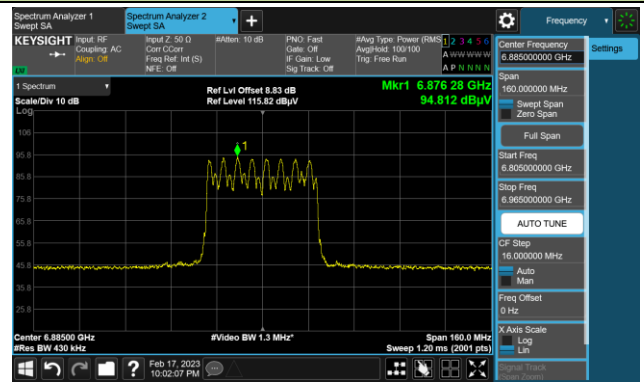 Spectrum Analyzer 1
Swept SA
Spectrum Analyzer 2
Swept SA
+
Frequency
KEYSIGHT
Input: RF
Coupling: AC
Align: Off
Input Z: 50 Ω
Corr CCorr
Freq Ref: Int (S)
NFE: Off
#Atten: 10 dB
PNO: Fast
Gate: Off
IF Gain: Low
Sig Track: Off
#Avg Type: Power (RMS)
Avg|Hold: 100/100
Trig: Free Run
1 2 3 4 5 6
A W W W W W
A P N N N N
LW
1 Spectrum
Scale/Div 10 dB
Log
Ref Lvl Offset 8.83 dB
Ref Level 115.82 dBµV
Mkr1 6.876 28 GHz
94.812 dBµV
106
95.8
85.8
75.8
65.8
55.8
45.8
35.8
25.8
1
Center 6.88500 GHz
#Res BW 430 kHz
#Video BW 1.3 MHz*
Span 160.0 MHz
Sweep 1.20 ms (2001 pts)
Feb 17, 2023
10:02:07 PM
?
Center Frequency
6.885000000 GHz
Settings
Span
160.000000 MHz
Swept Span
Zero Span
Full Span
Start Freq
6.805000000 GHz
Stop Freq
6.965000000 GHz
AUTO TUNE
CF Step
16.000000 MHz
Auto
Man
Freq Offset
0 Hz
X Axis Scale
Log
Lin
Signal Track
(Span Zoom)